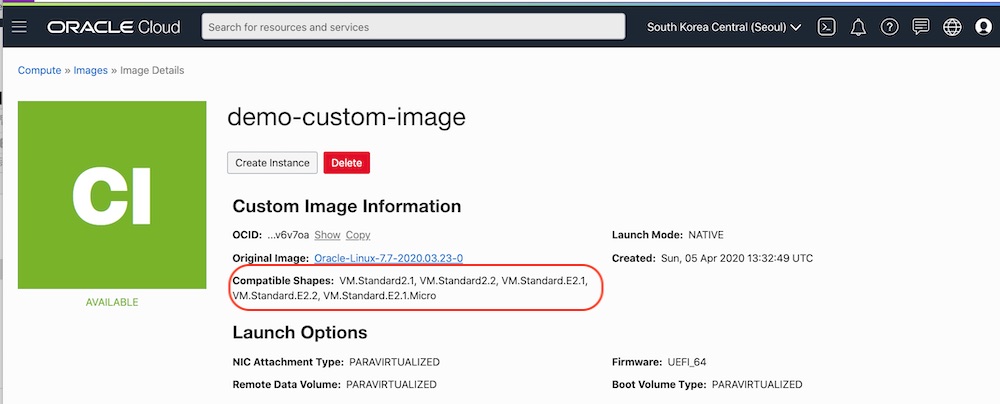 ORACLE Cloud
Search for resources and services
South Korea Central (Seoul)
Compute » Images » Image Details
CI
AVAILABLE
demo-custom-image
Create Instance
Delete
Custom Image Information
OCID: ...v6v7oa Show Copy
Launch Mode: NATIVE
Original Image: Oracle-Linux-7.7-2020.03.23-0
Created: Sun, 05 Apr 2020 13:32:49 UTC
Compatible Shapes: VM.Standard2.1, VM.Standard2.2, VM.Standard.E2.1,
VM.Standard.E2.2, VM.Standard.E2.1.Micro
Launch Options
NIC Attachment Type: PARAVIRTUALIZED
Firmware: UEFI_64
Remote Data Volume: PARAVIRTUALIZED
Boot Volume Type: PARAVIRTUALIZED